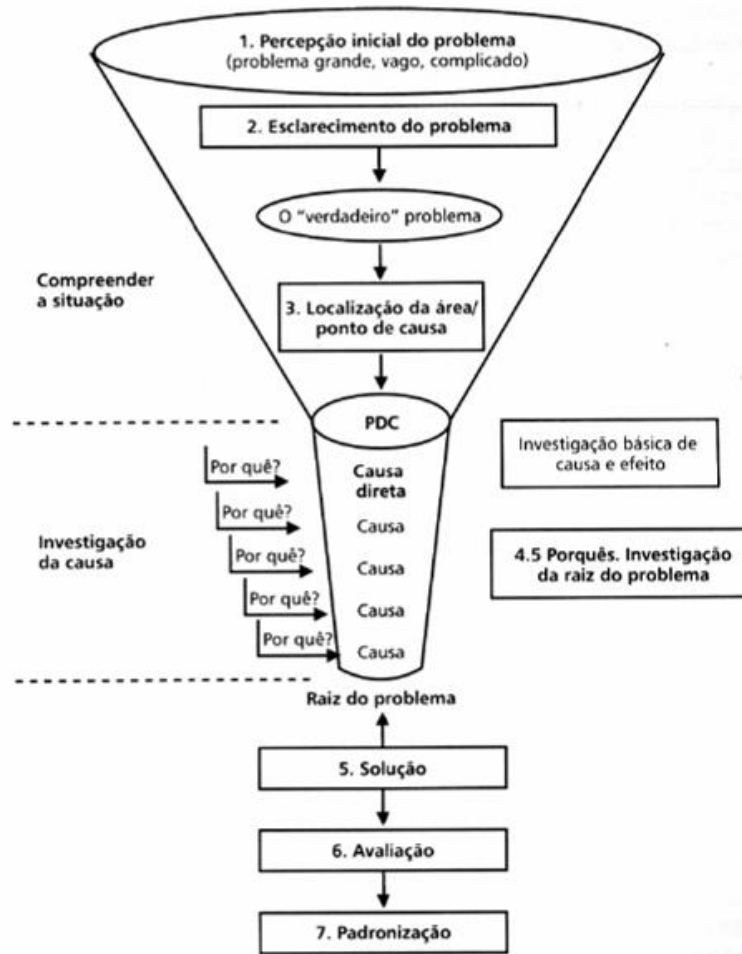 1. Percepção inicial do problema
(problema grande, vago, complicado)
2. Esclarecimento do problema
O "verdadeiro" problema
Compreender
a situação
3. Localização da área/
ponto de causa
PDC
Investigação básica de
causa e efeito
Por quê?
Causa
direta
Por quê?
Causa
Investigação
da causa
Por quê?
Causa
4.5 Porquês. Investigação
da raiz do problema
Por quê?
Causa
Por quê?
Causa
Raiz do problema
5. Solução
6. Avaliação
7. Padronização